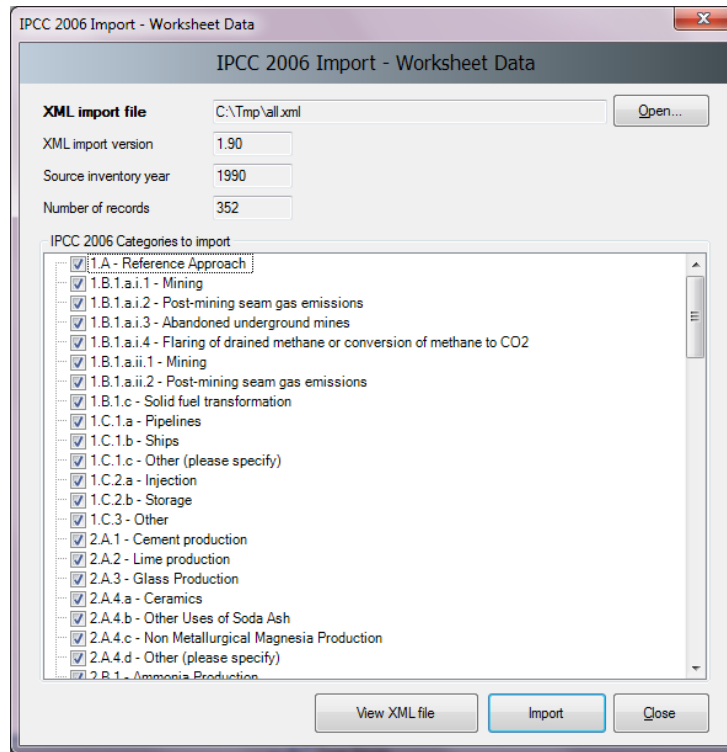 IPCC 2006 Import - Worksheet Data
IPCC 2006 Import - Worksheet Data
XML import file C:\Tmp\all.xml Open...
XML import version 1.90
Source inventory year 1990
Number of records 352
IPCC 2006 Categories to import
1.A - Reference Approach
1.B.1.a.i.1 - Mining
1.B.1.a.i.2 - Post-mining seam gas emissions
1.B.1.a.i.3 - Abandoned underground mines
1.B.1.a.i.4 - Flaring of drained methane or conversion of methane to CO2
1.B.1.a.ii.1 - Mining
1.B.1.a.ii.2 - Post-mining seam gas emissions
1.B.1.c - Solid fuel transformation
1.C.1.a - Pipelines
1.C.1.b - Ships
1.C.1.c - Other (please specify)
1.C.2.a - Injection
1.C.2.b - Storage
1.C.3 - Other
2.A.1 - Cement production
2.A.2 - Lime production
2.A.3 - Glass Production
2.A.4.a - Ceramics
2.A.4.b - Other Uses of Soda Ash
2.A.4.c - Non Metallurgical Magnesia Production
2.A.4.d - Other (please specify)
2.B.1 - Ammonia Production
View XML file Import Close